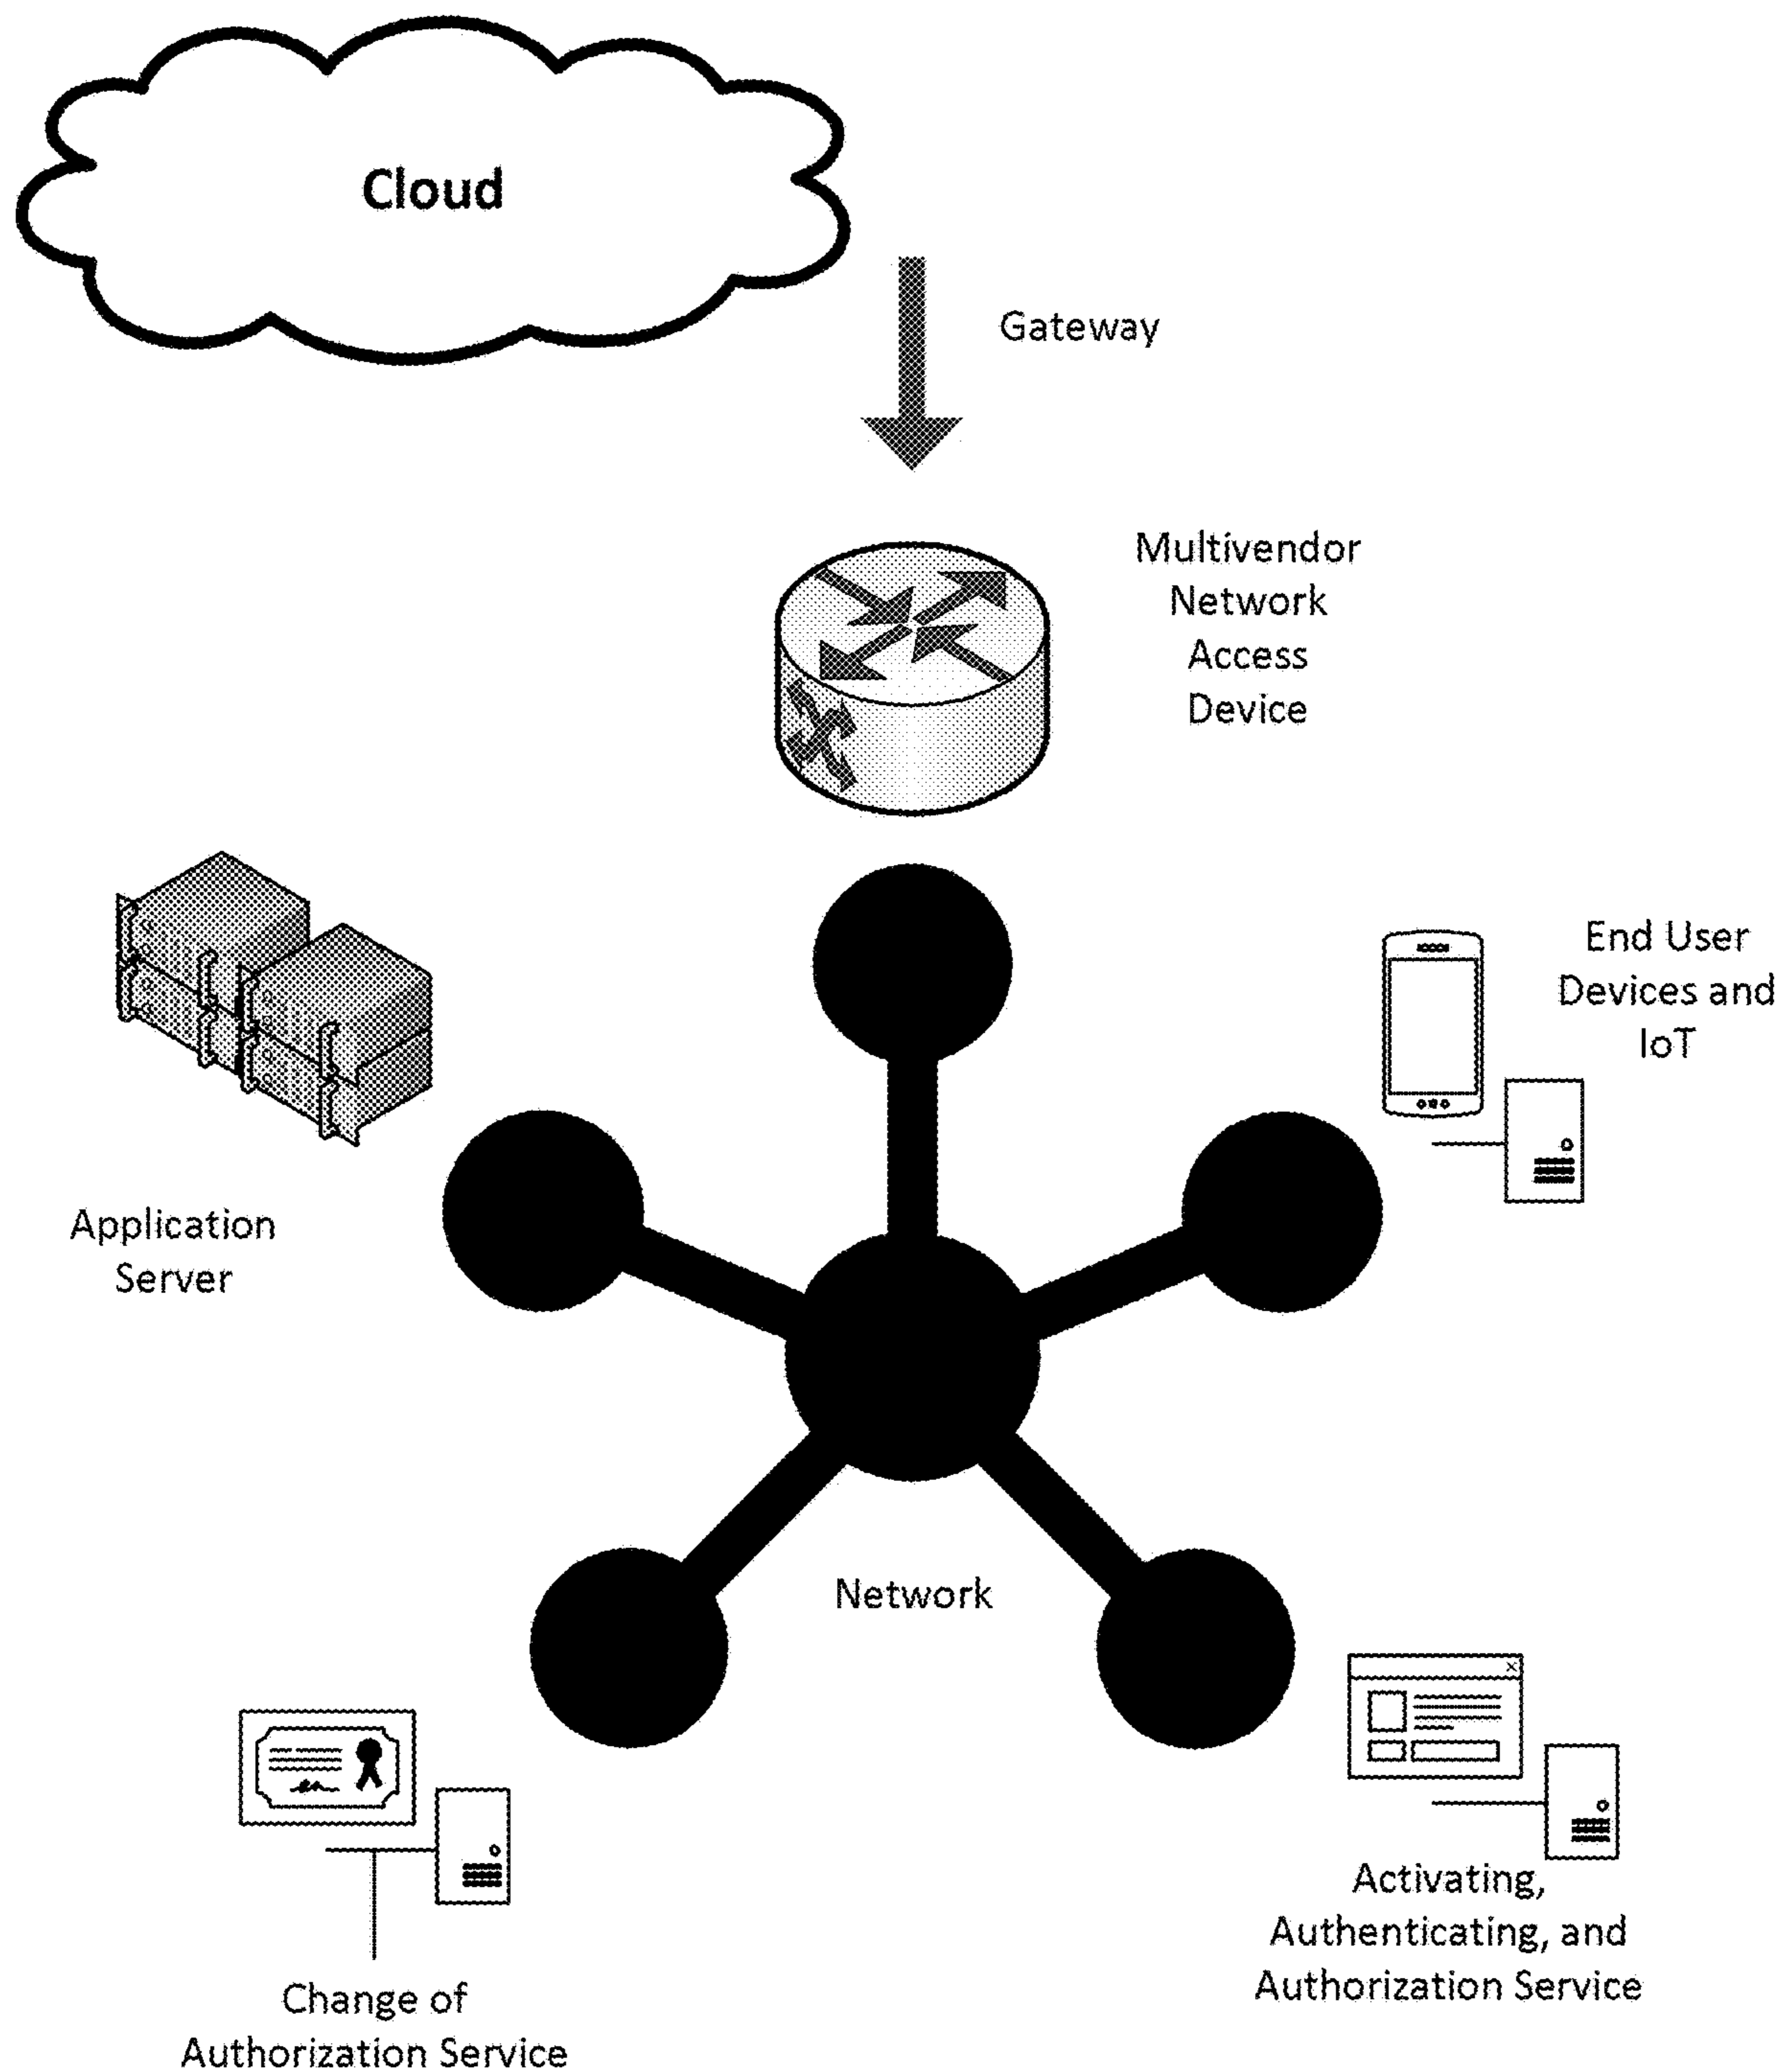 Cloud
Gateway
Multivendor
Network
Access
Device
End User
Devices and
IoT
Application
Server
Network
Activating,
Authenticating, and
Authorization Service
Change of
Authorization Service